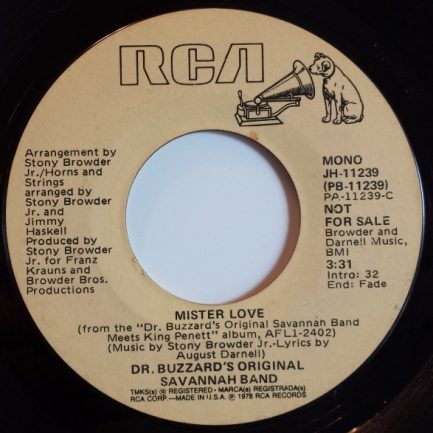 RCA
Arrangement by
Stony Browder
Jr./Horns and
Strings
arranged by
Stony Browder
Jr. and
Jimmy
Haskell
Produced by
Stony Browder
Jr. for Franz
Krauns and
Browder Bros.
Productions
MONO
JH-11239
(PB-11239)
PA-11239-C
NOT
FOR SALE
Browder and
Darnell Music,
BMI
3:31
Intro: 32
End: Fade
MISTER LOVE
(from the "Dr. Buzzard's Original Savannah Band
Meets King Penett" album, AFL1-2402)
(Music by Stony Browder Jr.-Lyrics by
August Darnell)
DR. BUZZARD'S ORIGINAL
SAVANNAH BAND
TMK(S) ® REGISTERED - MARCA(S) REGISTRADA(S)
RCA CORP.—MADE IN U.S.A. ℗ 1978 RCA RECORDS